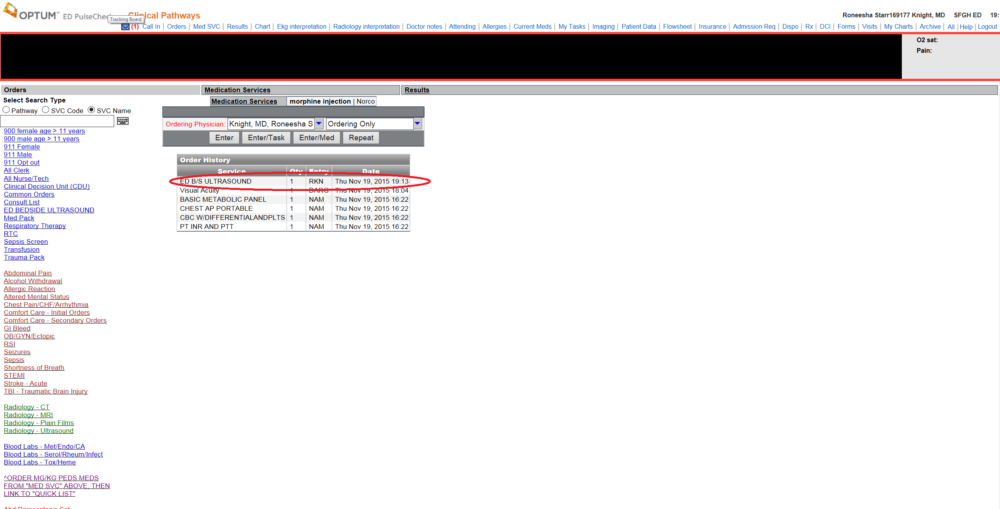 OPTUM™ ED PulseChec Clinical Pathways
Tracking Board
Roneesha Starr169177 Knight, MD SFGH ED 19:
(1) Call In | Orders | Med SVC | Results | Chart | Ekg interpretation | Radiology interpretation | Doctor notes | Attending | Allergies | Current Meds | My Tasks | Imaging | Patient Data | Flowsheet | Insurance | Admission Req | Dispo | Rx | DCI | Forms | Visits | My Charts | Archive | All | Help | Logout
O2 sat:
Pain:
Orders
Medication Services
Results
Select Search Type
Pathway SVC Code SVC Name
900 female age > 11 years
900 male age > 11 years
911 Female
911 Male
911 Opt out
All Clerk
All Nurse/Tech
Clinical Decision Unit (CDU)
Common Orders
Consult List
ED BEDSIDE ULTRASOUND
Med Pack
Respiratory Therapy
RTC
Sepsis Screen
Transfusion
Trauma Pack
Abdominal Pain
Alcohol Withdrawal
Allergic Reaction
Altered Mental Status
Chest Pain/CHF/Arrhythmia
Comfort Care - Initial Orders
Comfort Care - Secondary Orders
GI Bleed
OB/GYN/Ectopic
RSI
Seizures
Sepsis
Shortness of Breath
STEMI
Stroke - Acute
TBI - Traumatic Brain Injury
Radiology - CT
Radiology - MRI
Radiology - Plain Films
Radiology - Ultrasound
Blood Labs - Met/Endo/CA
Blood Labs - Serol/Rheum/Infect
Blood Labs - Tox/Heme
^ORDER MG/KG PEDS MEDS
FROM "MED SVC" ABOVE, THEN
LINK TO "QUICK LIST"
Abd Paracentesis Set
Medication Services morphine injection | Norco
Ordering Physician: Knight, MD, Roneesha S Ordering Only
Enter Enter/Task Enter/Med Repeat
Order History
Service Qty Entry Date
ED B/S ULTRASOUND 1 RKN Thu Nov 19, 2015 19:13
Visual Acuity 1 DARG Thu Nov 19, 2015 18:04
BASIC METABOLIC PANEL 1 NAM Thu Nov 19, 2015 16:22
CHEST AP PORTABLE 1 NAM Thu Nov 19, 2015 16:22
CBC W/DIFFERENTIALANDPLTS 1 NAM Thu Nov 19, 2015 16:22
PT INR AND PTT 1 NAM Thu Nov 19, 2015 16:22